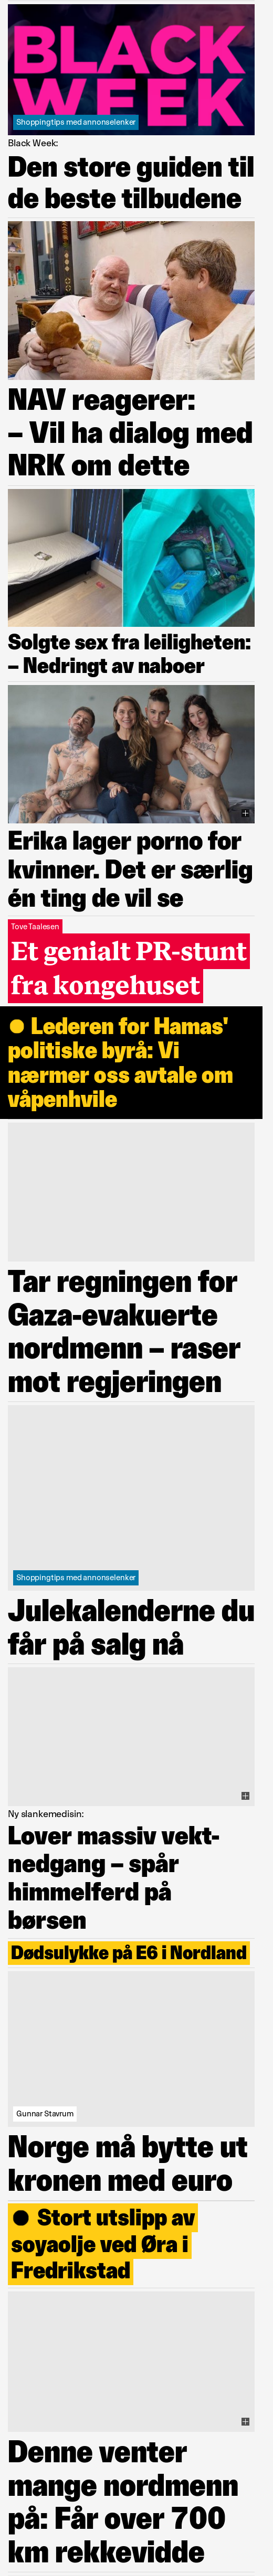 BLACK
WEEK
Shoppingtips med annonselenker
Black Week:
Den store guiden til
de beste tilbudene
NAV reagerer:
– Vil ha dialog med
NRK om dette
Solgte sex fra leiligheten:
– Nedringt av naboer
Erika lager porno for
kvinner. Det er særlig
én ting de vil se
Tove Taalesen
Et genialt PR-stunt
fra kongehuset
Lederen for Hamas'
politiske byrå: Vi
nærmer oss avtale om
våpenhvile
Tar regningen for
Gaza-evakuerte
nordmenn – raser
mot regjeringen
Shoppingtips med annonselenker
Julekalenderne du
får på salg nå
Ny slankemedisin:
Lover massiv vekt-
nedgang – spår
himmelferd på
børsen
Dødsulykke på E6 i Nordland
Gunnar Stavrum
Norge må bytte ut
kronen med euro
Stort utslipp av
soyaolje ved Øra i
Fredrikstad
Denne venter
mange nordmenn
på: Får over 700
km rekkevidde